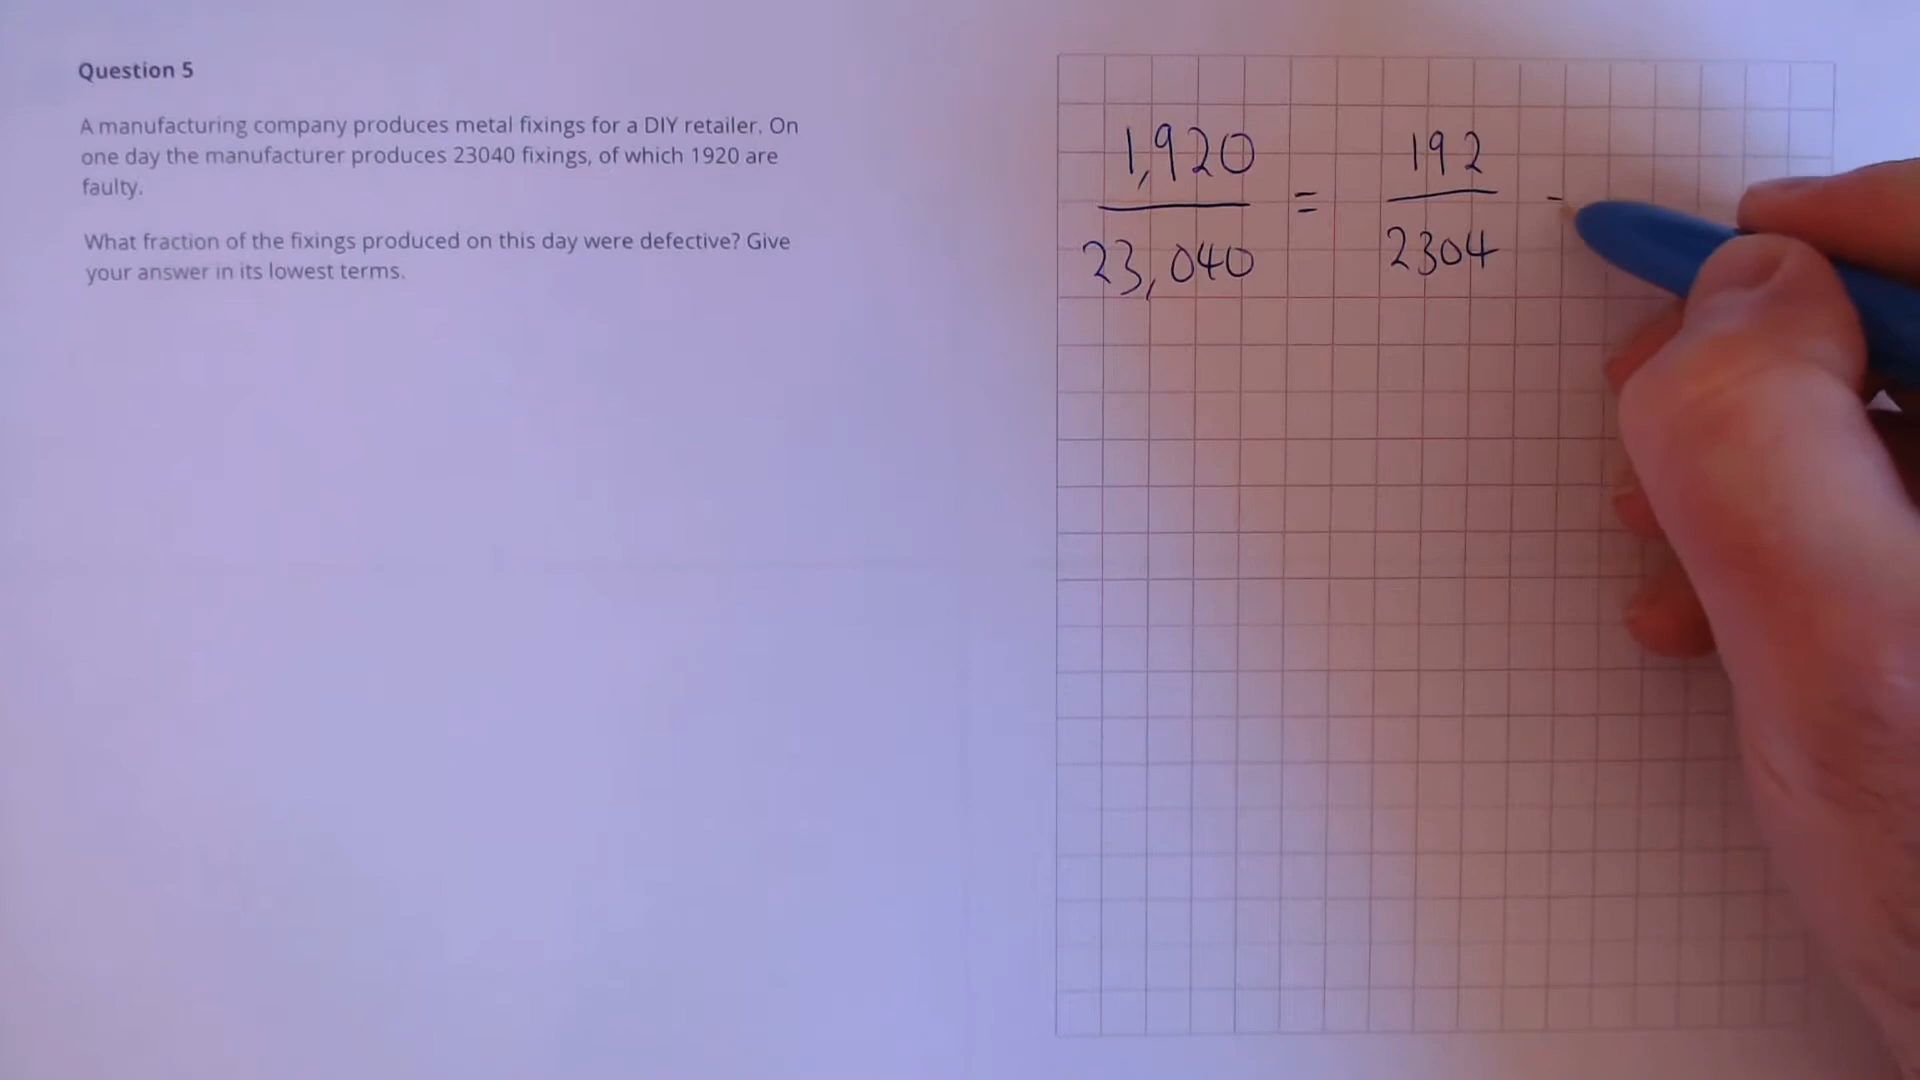 Question 5
A manufacturing company produces metal fixings for a DIY retailer. On
one day the manufacturer produces 23040 fixings, of which 1920 are
faulty.
What fraction of the fixings produced on this day were defective? Give
your answer in its lowest terms.
1,920
23,040
=
192
2304